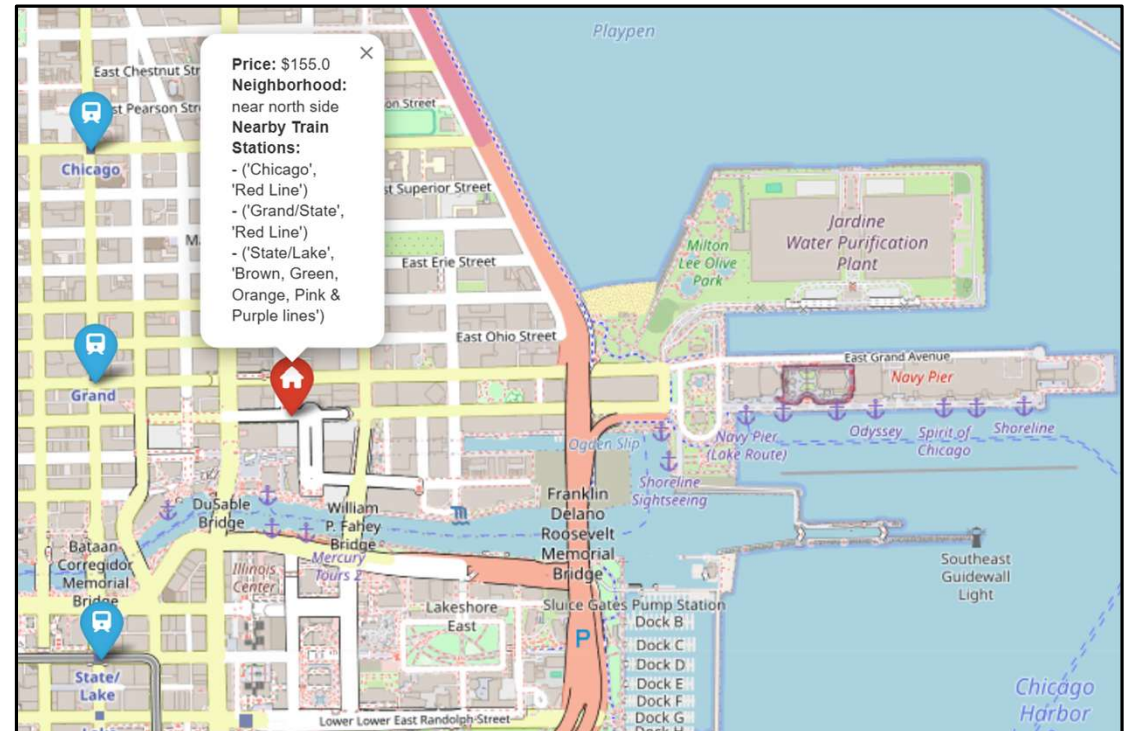 Playpen
×
Price: $155.0
Neighborhood:
near north side
Nearby Train
Stations:
- ('Chicago',
'Red Line')
- ('Grand/State',
'Red Line')
- ('State/Lake',
'Brown, Green,
Orange, Pink &
Purple lines')
East Chestnut Str
st Pearson Str
on Street
Chicago
st Superior Street
Jardine
Water Purification
Plant
Milton
Lee Olive
Park
East Erie Street
East Ohio Street
East Grand Avenue
Navy Pier
Grand
Navy Pier
(Lake Route)
Odyssey
Spirit of
Chicago
Shoreline
Ogden Slip
Shoreline
Sightseeing
DuSable
Bridge
William
P. Fahey
Bridge
Franklin
Delano
Roosevelt
Memorial
Bridge
Bataan-
Corregidor
Memorial
Bridge
Illinois
Center
Mercury
Tours 2
Southeast
Guidewall
Light
Lakeshore
East
Sluice Gates Pump Station
P
Dock B
Dock C
Dock D
Dock E
Dock F
Dock G
State/
Lake
Lower Lower East Randolph Street
Chicago
Harbor